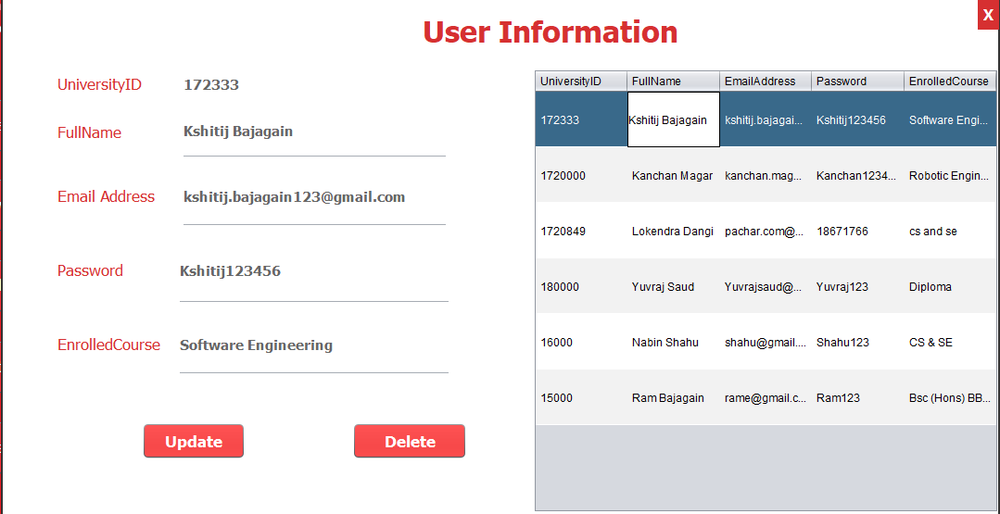 X
User Information
UniversityID 172333
FullName Kshitij Bajagain
Email Address kshitij.bajagain123@gmail.com
Password Kshitij123456
EnrolledCourse Software Engineering
Update Delete
UniversityID FullName EmailAddress Password EnrolledCourse
172333 Kshitij Bajagain kshitij.bajagai... Kshitij123456 Software Engi...
1720000 Kanchan Magar kanchan.mag... Kanchan1234... Robotic Engin...
1720849 Lokendra Dangi pachar.com@... 18671766 cs and se
180000 Yuvraj Saud Yuvrajsaud@... Yuvraj123 Diploma
16000 Nabin Shahu shahu@gmail.... Shahu123 CS & SE
15000 Ram Bajagain rame@gmail.c... Ram123 Bsc (Hons) BB...